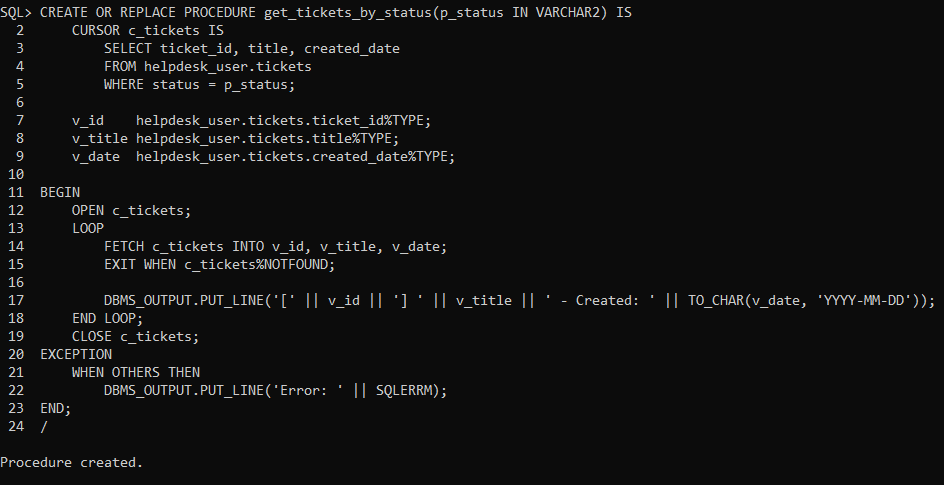 SQL> CREATE OR REPLACE PROCEDURE get_tickets_by_status(p_status IN VARCHAR2) IS
  2      CURSOR c_tickets IS
  3          SELECT ticket_id, title, created_date
  4          FROM helpdesk_user.tickets
  5          WHERE status = p_status;
  6
  7      v_id    helpdesk_user.tickets.ticket_id%TYPE;
  8      v_title helpdesk_user.tickets.title%TYPE;
  9      v_date  helpdesk_user.tickets.created_date%TYPE;
 10
 11  BEGIN
 12      OPEN c_tickets;
 13      LOOP
 14          FETCH c_tickets INTO v_id, v_title, v_date;
 15          EXIT WHEN c_tickets%NOTFOUND;
 16
 17          DBMS_OUTPUT.PUT_LINE('[' || v_id || '] ' || v_title || ' - Created: ' || TO_CHAR(v_date, 'YYYY-MM-DD'));
 18      END LOOP;
 19      CLOSE c_tickets;
 20  EXCEPTION
 21      WHEN OTHERS THEN
 22          DBMS_OUTPUT.PUT_LINE('Error: ' || SQLERRM);
 23  END;
 24  /

Procedure created.